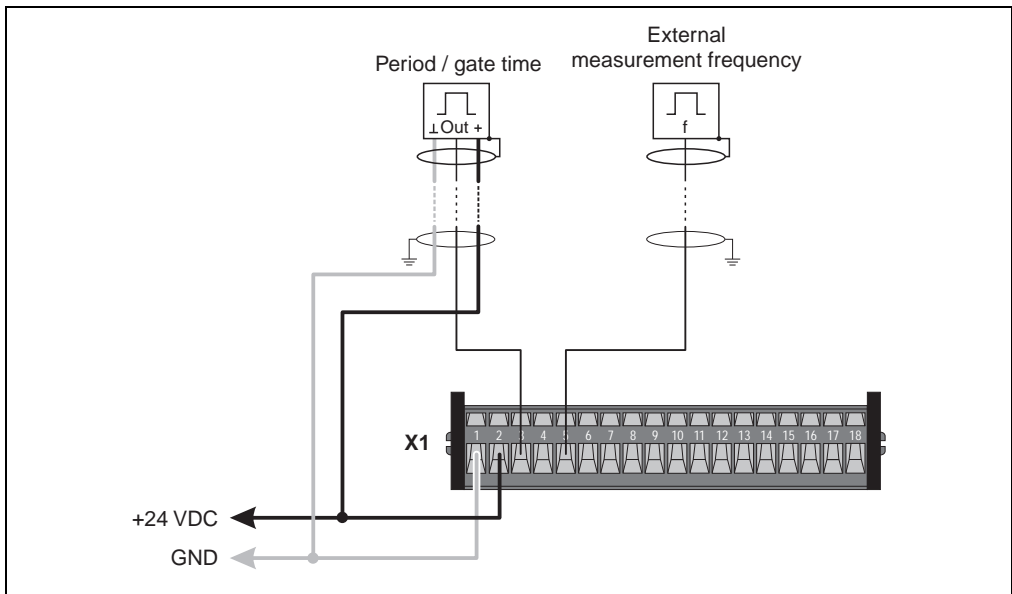 External
measurement frequency
Period / gate time
⊥ Out +
f
X1
1 2 3 4 5 6 7 8 9 10 11 12 13 14 15 16 17 18
+24 VDC
GND